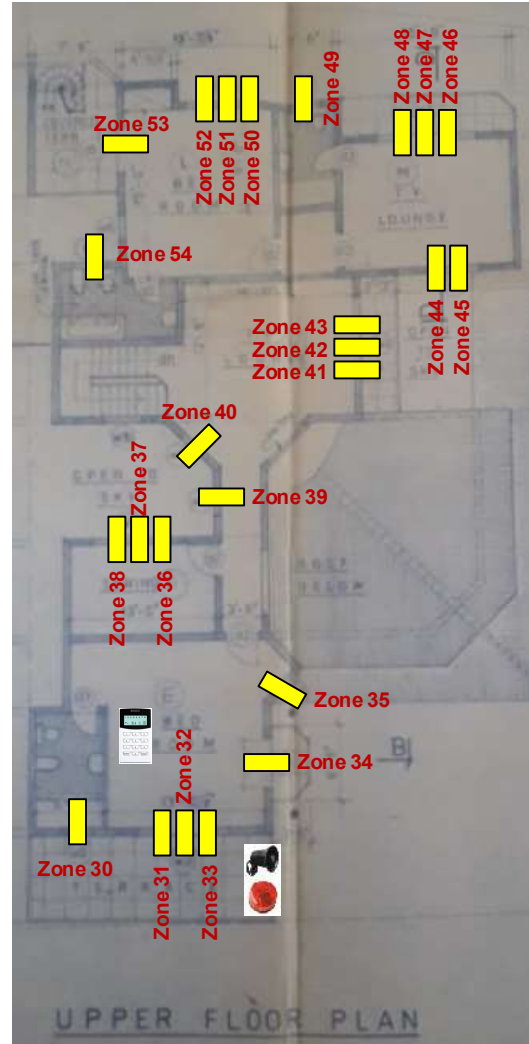 Zone 48
Zone 47
Zone 46
Zone 49
Zone 53
Zone 52
Zone 51
Zone 50
LOUNGE
Zone 54
Zone 44
Zone 45
Zone 43
Zone 42
Zone 41
Zone 40
Zone 37
Zone 39
Zone 38
Zone 36
ROOF
BELOW
Zone 35
E
Zone 32
Zone 34
B
Zone 30
Zone 31
Zone 33
UPPER FLOOR PLAN